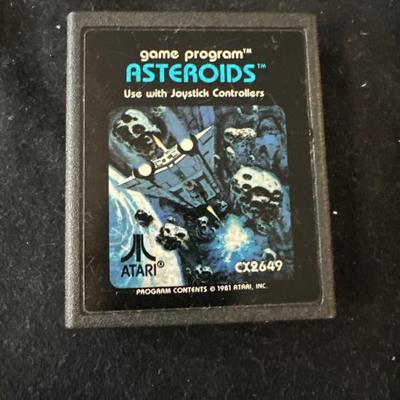 game program™
ASTEROIDS™
Use with Joystick Controllers
ATARI®
CX2649
PROGRAM CONTENTS © 1981 ATARI, INC.